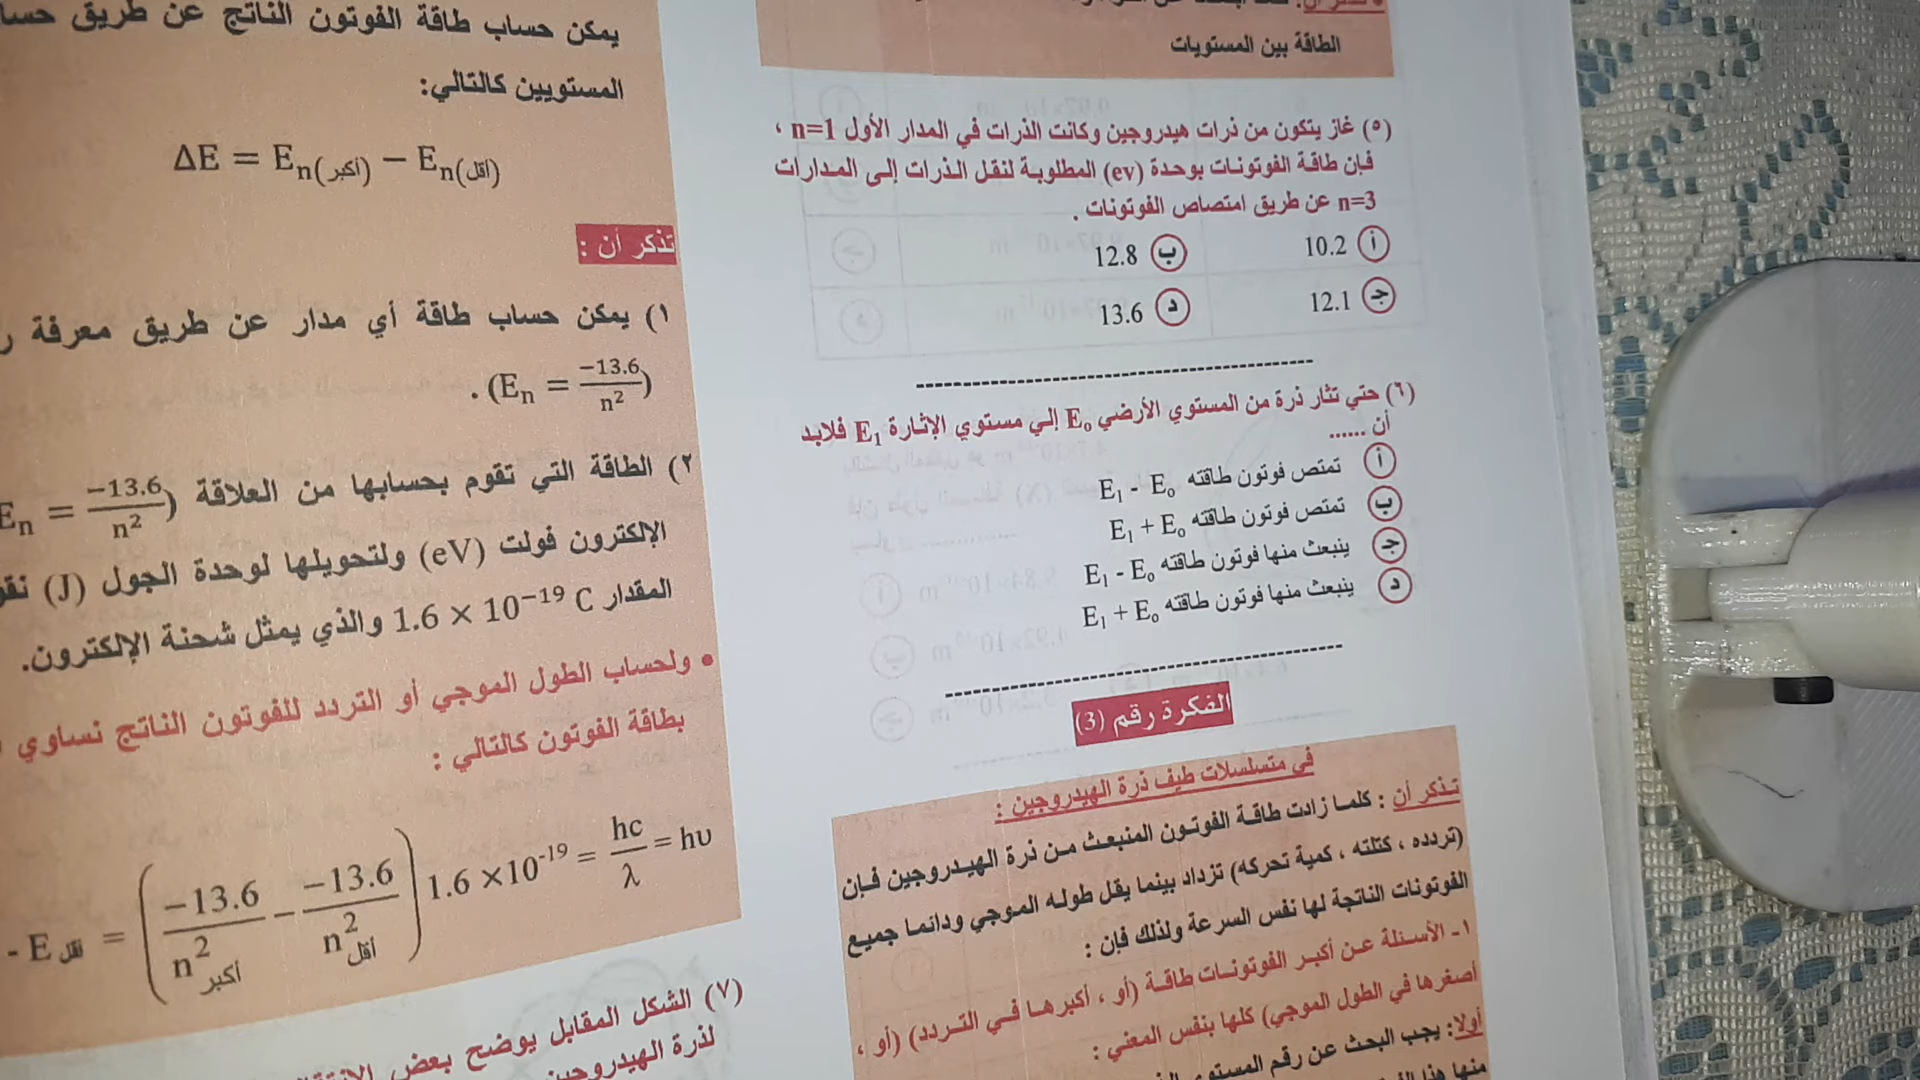 الطاقة بين المستويات
(٥) غاز يتكون من ذرات هيدروجين وكانت الذرات في المدار الأول n=1 ،
فإن طاقة الفوتونات بوحدة (ev) المطلوبة لنقل الذرات إلى المدارات
n=3 عن طريق امتصاص الفوتونات .
أ 10.2 ب 12.8
جـ 12.1 د 13.6
(٦) حتي تثار ذرة من المستوي الأرضي E₀ إلي مستوي الإثارة E₁ فلابد
أن ......
أ تمتص فوتون طاقته E₁ - E₀
ب تمتص فوتون طاقته E₁ + E₀
جـ ينبعث منها فوتون طاقته E₁ - E₀
د ينبعث منها فوتون طاقته E₁ + E₀
الفكرة رقم (3)
في متسلسلات طيف ذرة الهيدروجين :
تذكر أن : كلما زادت طاقة الفوتون المنبعث من ذرة الهيدروجين فإن
(تردده ، كتلته ، كمية تحركه) تزداد بينما يقل طوله الموجي ودائما جميع
الفوتونات الناتجة لها نفس السرعة ولذلك فإن :
١- الأسئلة عن أكبر الفوتونات طاقة (أو ، أكبرها في التردد) (أو ،
أصغرها في الطول الموجي) كلها بنفس المعني :
أولا: يجب البحث عن رقم المستوي
منها هذا
يمكن حساب طاقة الفوتون الناتج عن طريق
المستويين كالتالي:
ΔE = Eₙ(أكبر) − Eₙ(أقل)
تذكر أن :
١) يمكن حساب طاقة أي مدار عن طريق معرفة
(Eₙ = −13.6/n²) .
٢) الطاقة التي تقوم بحسابها من العلاقة (Eₙ = −13.6/n²
الإلكترون فولت (eV) ولتحويلها لوحدة الجول (J)
المقدار 1.6 × 10⁻¹⁹ C والذي يمثل شحنة الإلكترون.
• ولحساب الطول الموجي أو التردد للفوتون الناتج نساوي
بطاقة الفوتون كالتالي :
- E أقل = (−13.6/n²أكبر − −13.6/n²أقل) 1.6 ×10⁻¹⁹ = hc/λ = hυ
(٧) الشكل المقابل يوضح بعض
لذرة الهيدروجين